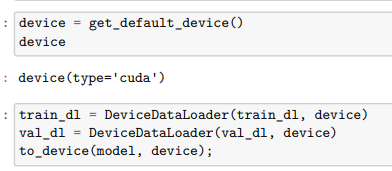 : device = get_default_device()
device
: device(type='cuda')
: train_dl = DeviceDataLoader(train_dl, device)
val_dl = DeviceDataLoader(val_dl, device)
to_device(model, device);